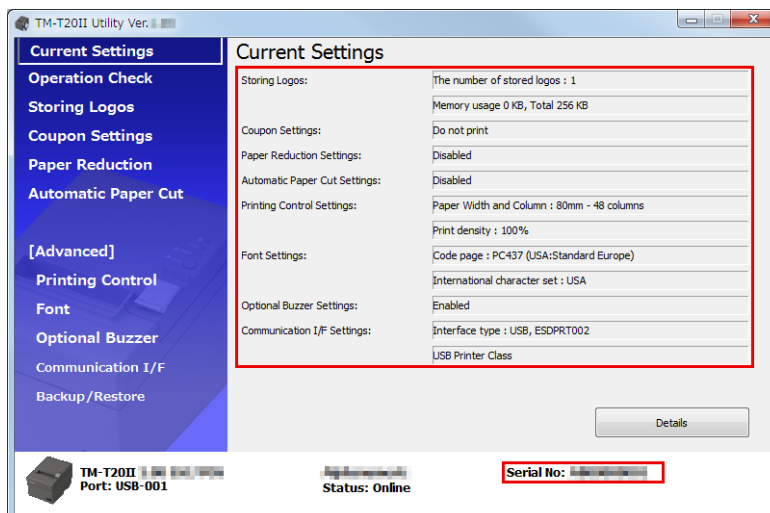 TM-T20II Utility Ver.
Current Settings
Operation Check
Storing Logos
Coupon Settings
Paper Reduction
Automatic Paper Cut
[Advanced]
Printing Control
Font
Optional Buzzer
Communication I/F
Backup/Restore
Current Settings
Storing Logos: The number of stored logos : 1
Memory usage 0 KB, Total 256 KB
Coupon Settings: Do not print
Paper Reduction Settings: Disabled
Automatic Paper Cut Settings: Disabled
Printing Control Settings: Paper Width and Column : 80mm - 48 columns
Print density : 100%
Font Settings: Code page : PC437 (USA:Standard Europe)
International character set : USA
Optional Buzzer Settings: Enabled
Communication I/F Settings: Interface type : USB, ESDPRT002
USB Printer Class
Details
TM-T20II
Port: USB-001
Status: Online
Serial No: